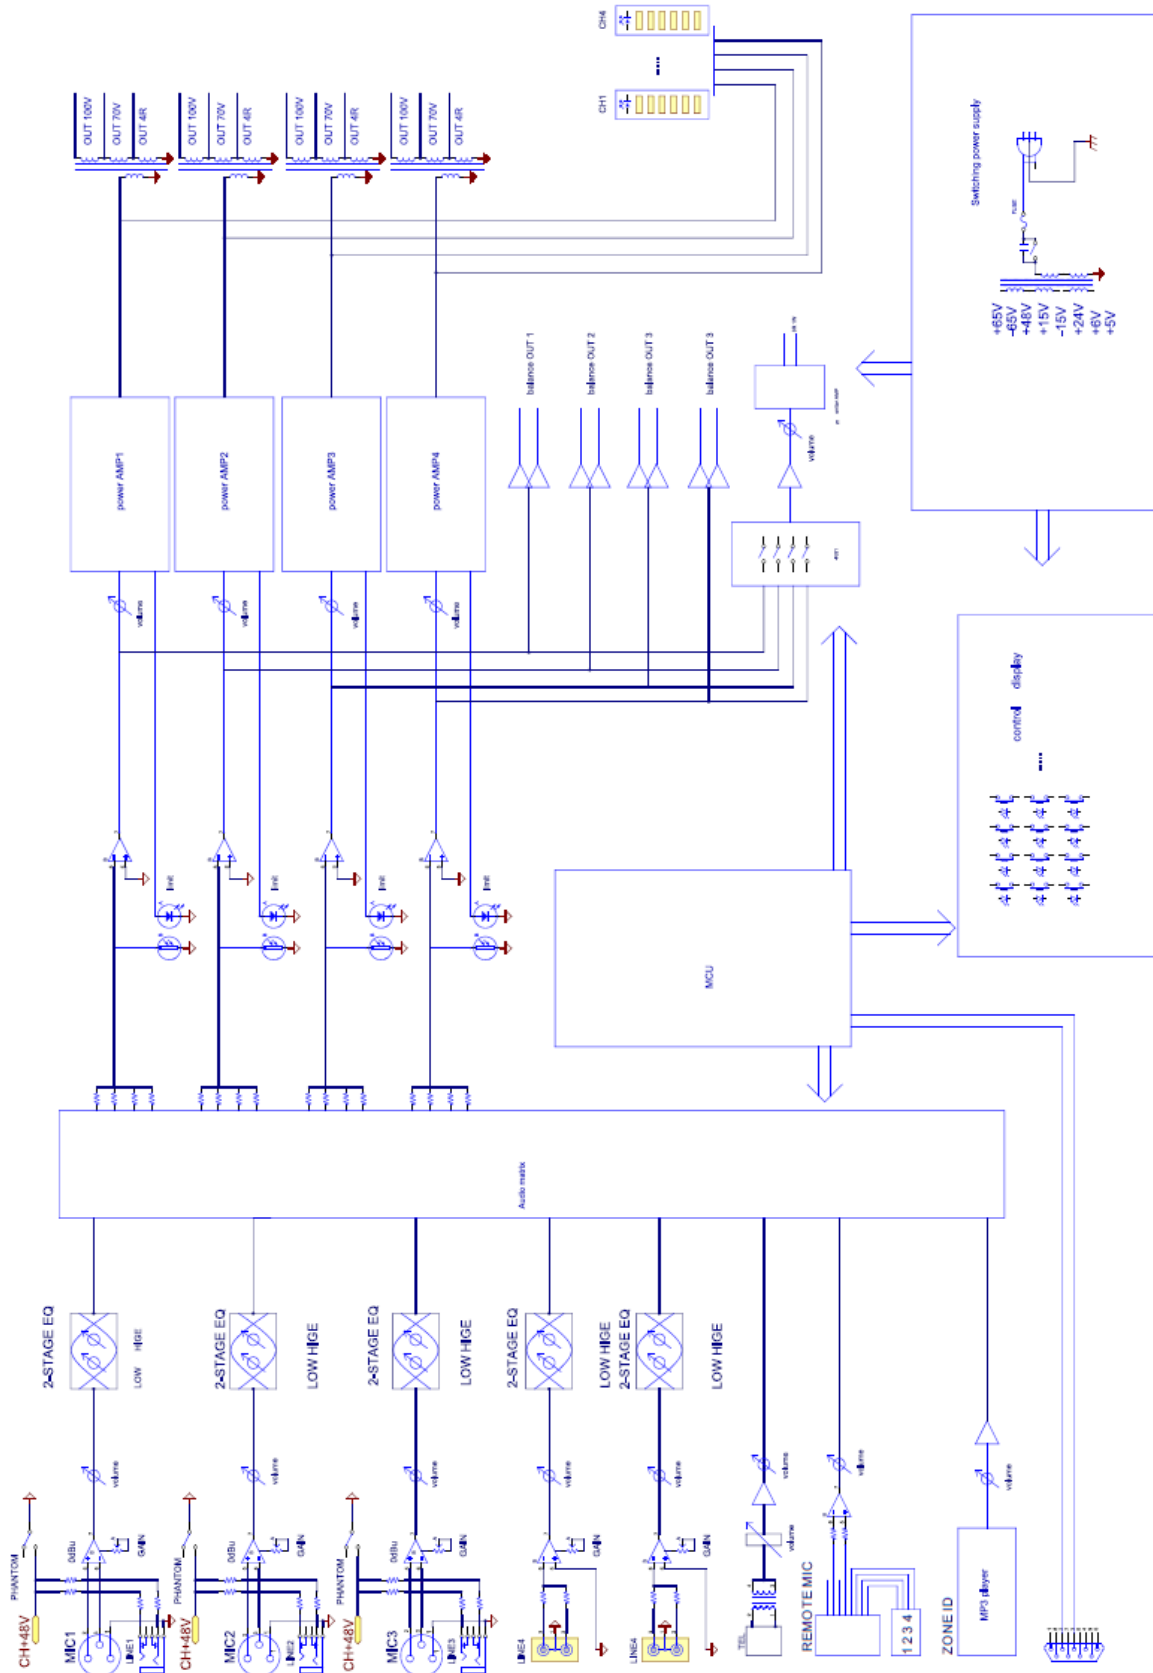 CH4
CH1
OUT 100V
OUT 70V
OUT 4R
OUT 100V
OUT 70V
OUT 4R
OUT 100V
OUT 70V
OUT 4R
OUT 100V
OUT 70V
OUT 4R
Switching power supply
FUSE
+65V
-65V
+48V
+15V
-15V
+24V
+6V
+5V
power AMP1
power AMP2
power AMP3
power AMP4
balance OUT 1
balance OUT 2
balance OUT 3
balance OUT 3
volume
volume
volume
volume
volume
control display
limit
limit
limit
limit
MCU
Audio matrix
2-STAGE EQ
LOW HIGE
2-STAGE EQ
LOW HIGE
2-STAGE EQ
LOW HIGE
2-STAGE EQ
LOW HIGE
2-STAGE EQ
LOW HIGE
volume
volume
volume
volume
volume
volume
volume
PHANTOM
0dBu
GAIN
CH+48V
MIC1
LINE1
PHANTOM
0dBu
GAIN
CH+48V
MIC2
LINE2
PHANTOM
0dBu
GAIN
CH+48V
MIC3
LINE3
GAIN
LINE4
GAIN
LINE4
TEL
REMOTE MIC
1 2 3 4
ZONE ID
MP3 player